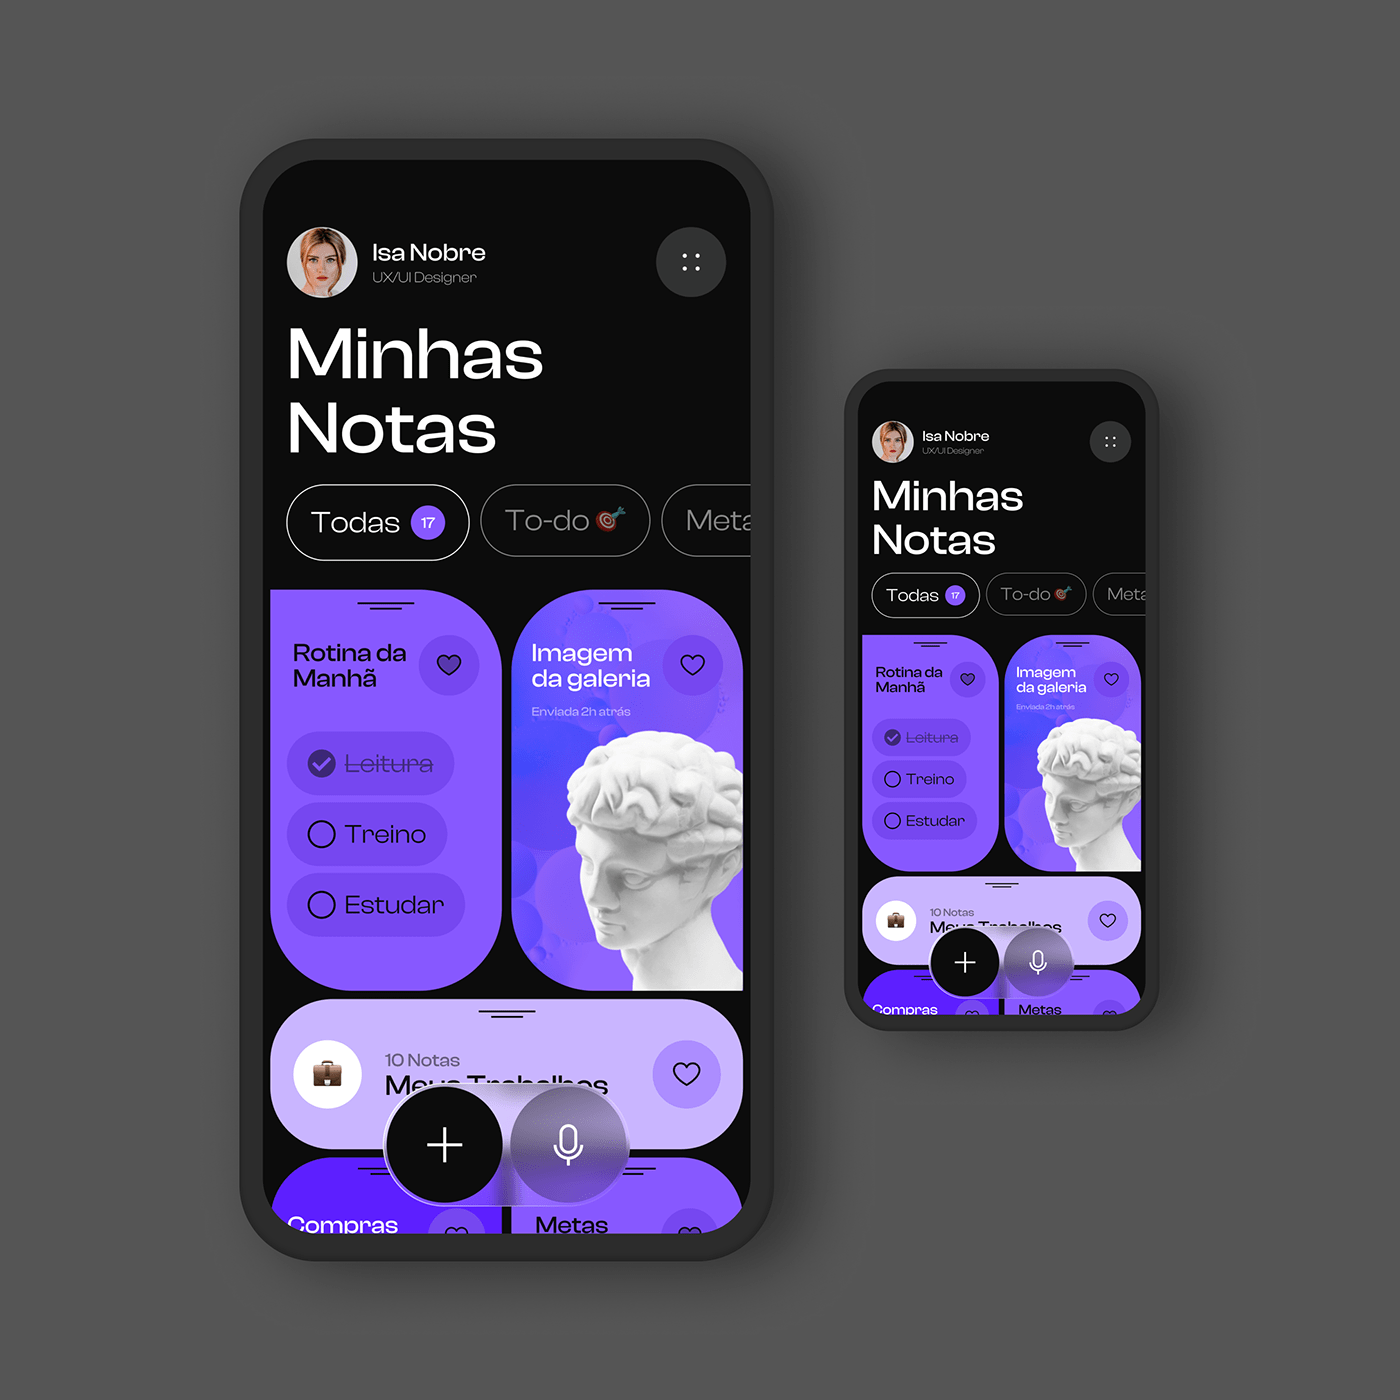 Isa Nobre
UX/UI Designer
Minhas
Notas
Todas 17
To-do
Meta
Rotina da
Manhã
Leitura
Treino
Estudar
Imagem
da galeria
Enviada 2h atrás
10 Notas
Meus Trabalhos
Compras
Metas
Isa Nobre
UX/UI Designer
Minhas
Notas
Todas 17
To-do
Meta
Rotina da
Manhã
Leitura
Treino
Estudar
Imagem
da galeria
Enviada 2h atrás
10 Notas
Meus Trabalhos
Compras
Metas